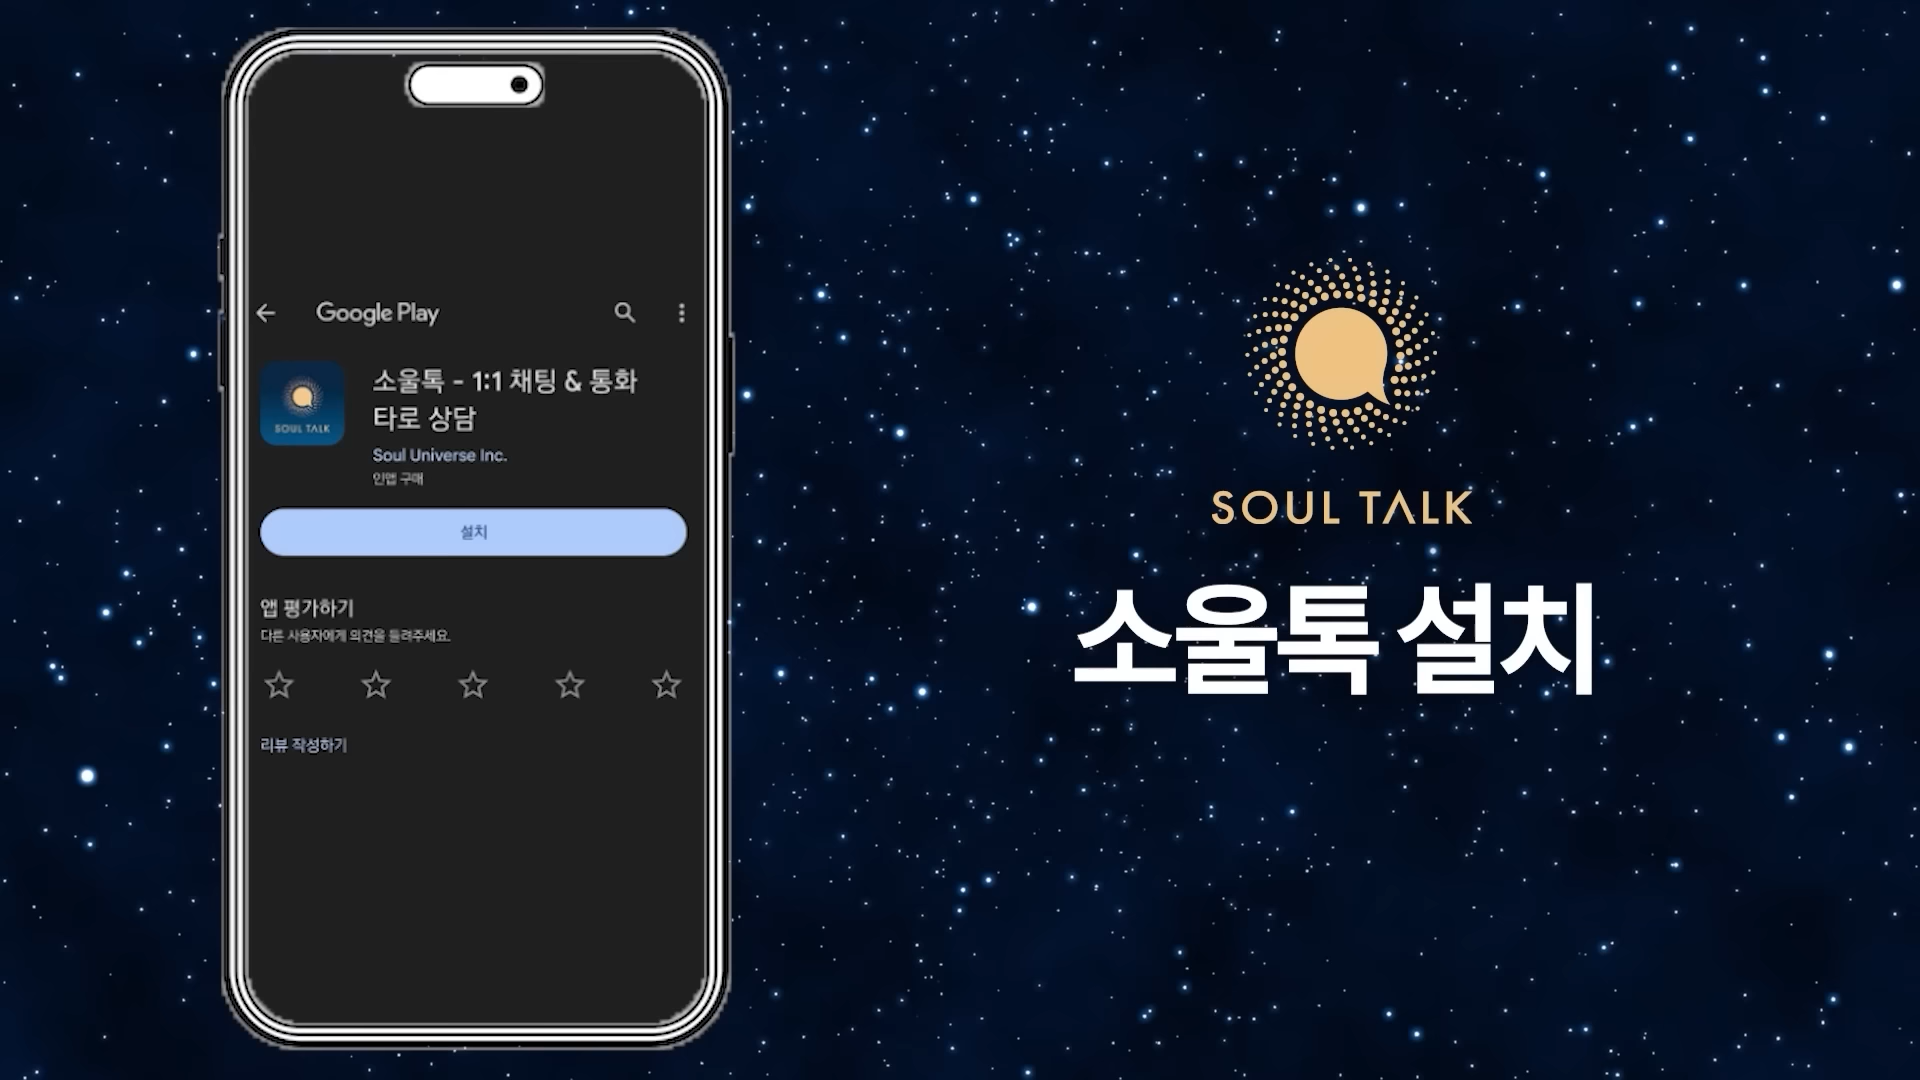 Google Play
소울톡 - 1:1 채팅 & 통화
타로 상담
Soul Universe Inc.
인앱 구매
SOUL TALK
설치
앱 평가하기
다른 사용자에게 의견을 들려주세요.
리뷰 작성하기
SOUL TALK
소울톡 설치